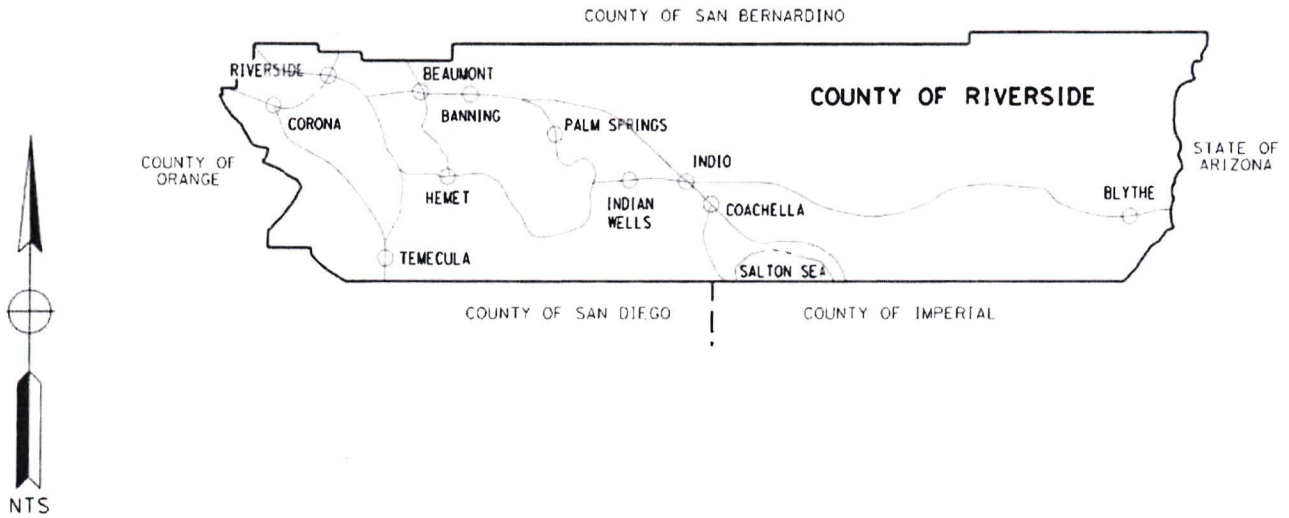 COUNTY OF SAN BERNARDINO
RIVERSIDE
BEAUMONT
COUNTY OF RIVERSIDE
CORONA
BANNING
PALM SPRINGS
COUNTY OF
ORANGE
STATE OF
ARIZONA
INDIO
HEMET
INDIAN
WELLS
COACHELLA
BLYTHE
TEMECULA
SALTON SEA
COUNTY OF SAN DIEGO
COUNTY OF IMPERIAL
NTS